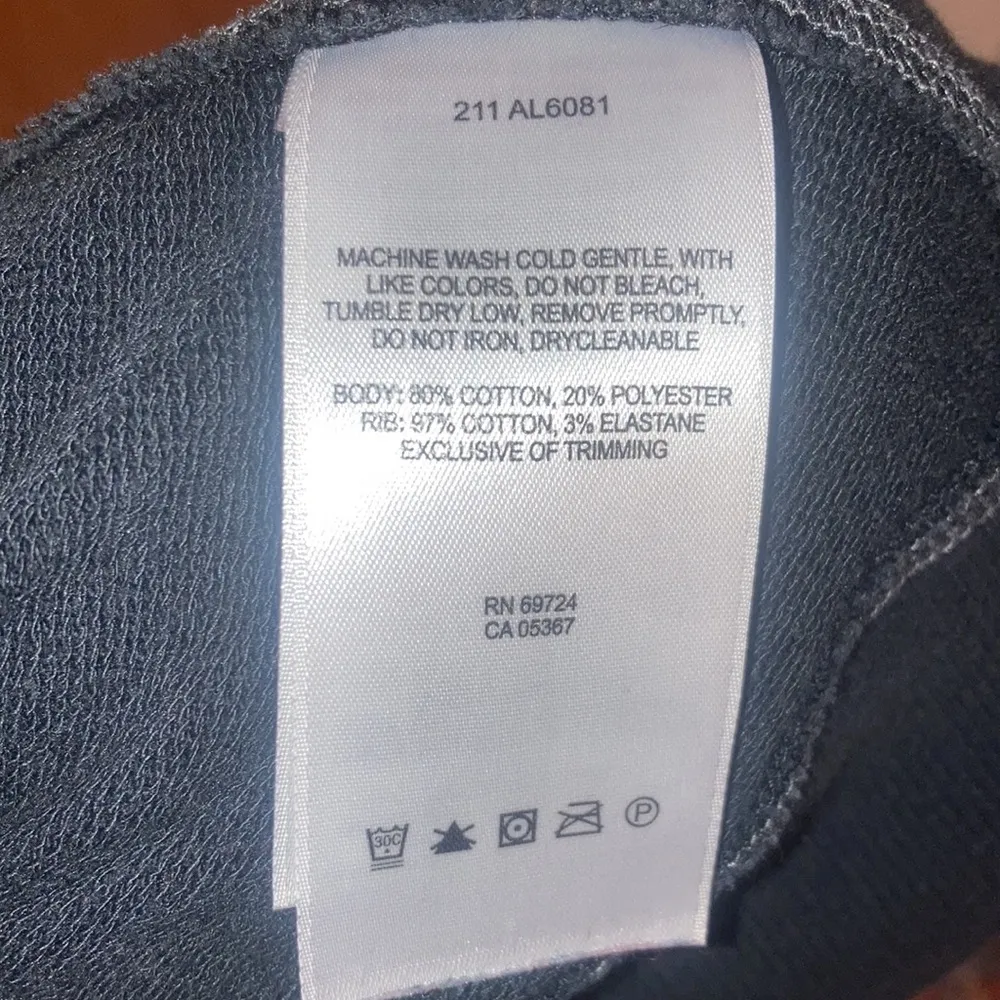 211 AL6081
MACHINE WASH COLD GENTLE, WITH
LIKE COLORS, DO NOT BLEACH,
TUMBLE DRY LOW, REMOVE PROMPTLY,
DO NOT IRON, DRYCLEANABLE
BODY: 80% COTTON, 20% POLYESTER
RIB: 97% COTTON, 3% ELASTANE
EXCLUSIVE OF TRIMMING
RN 69724
CA 05367
30C P